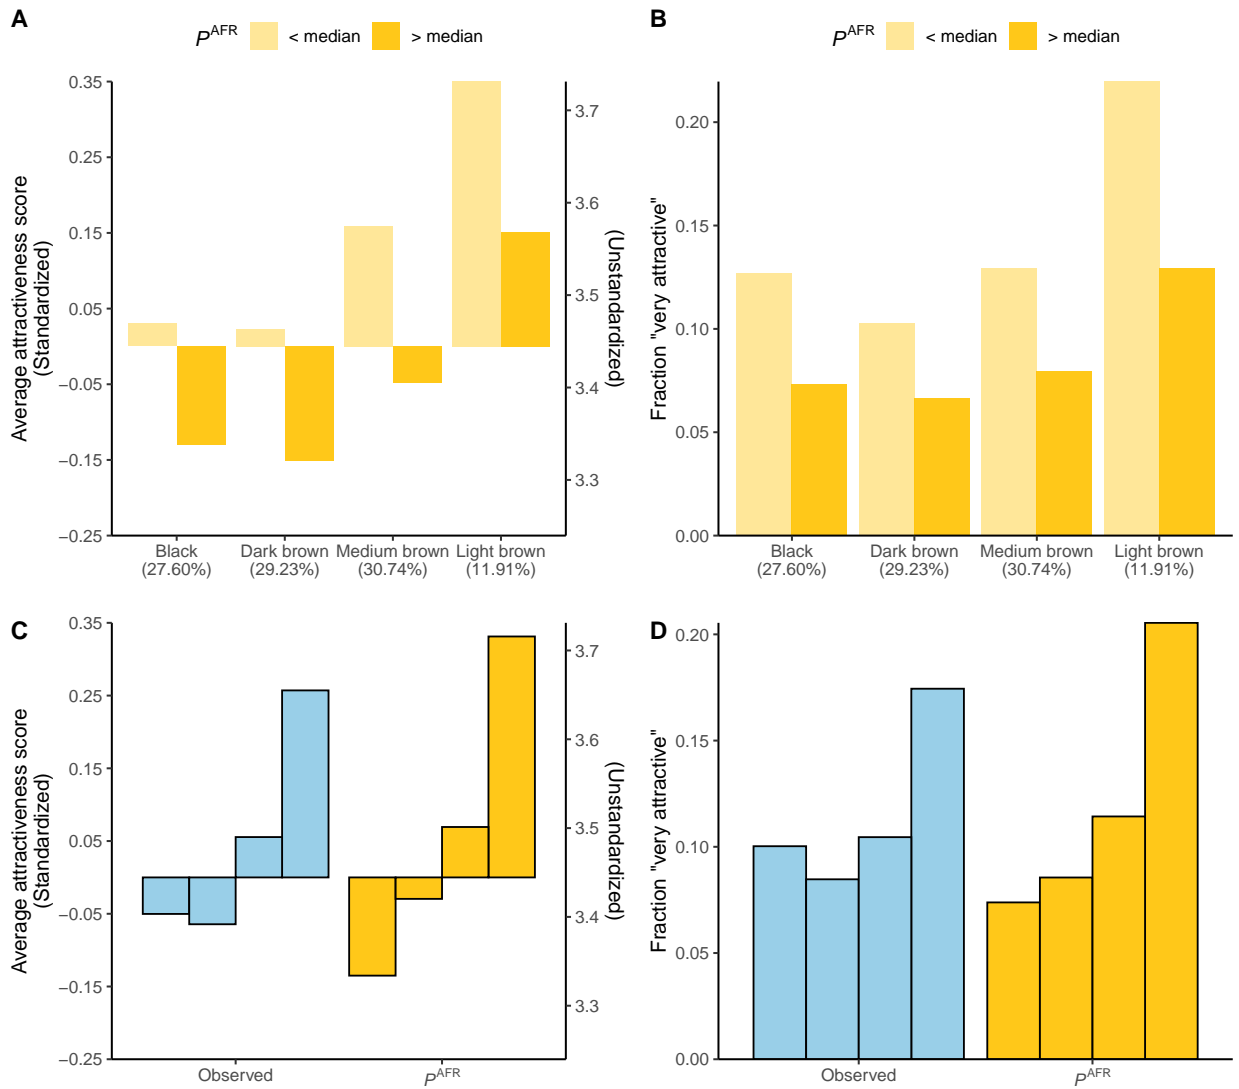 A
P^AFR < median > median
Average attractiveness score
(Standardized)
0.35
0.25
0.15
0.05
−0.05
−0.15
−0.25
3.7
3.6
3.5
3.4
3.3
(Unstandardized)
Black
(27.60%)
Dark brown
(29.23%)
Medium brown
(30.74%)
Light brown
(11.91%)
B
P^AFR < median > median
Fraction "very attractive"
0.20
0.15
0.10
0.05
0.00
Black
(27.60%)
Dark brown
(29.23%)
Medium brown
(30.74%)
Light brown
(11.91%)
C
Average attractiveness score
(Standardized)
0.35
0.25
0.15
0.05
−0.05
−0.15
−0.25
3.7
3.6
3.5
3.4
3.3
(Unstandardized)
Observed
P^AFR
D
Fraction "very attractive"
0.20
0.15
0.10
0.05
0.00
Observed
P^AFR